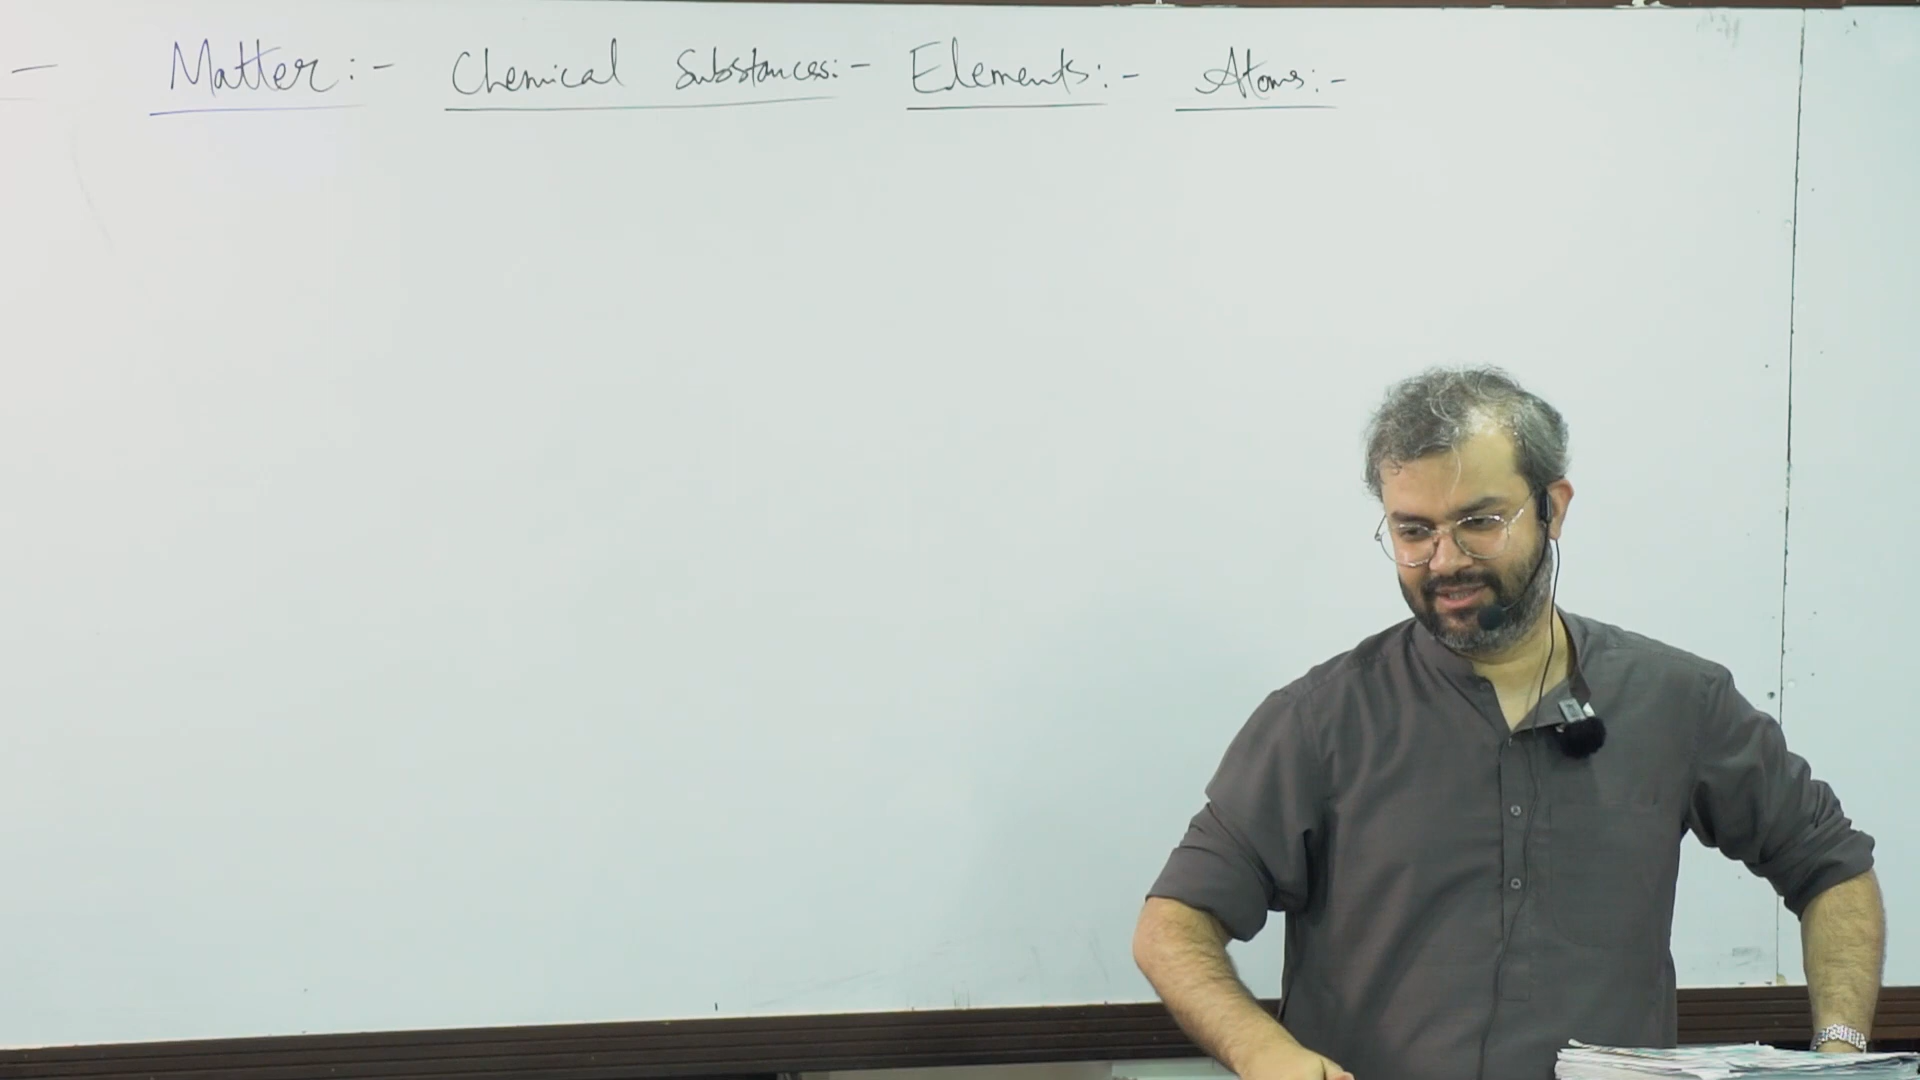 – Matter:- Chemical Substances:- Elements:- Atoms:-